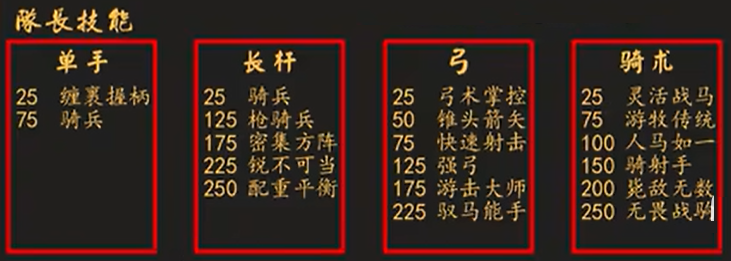 隊長技能
单手
25 缠裹握柄
75 骑兵
长杆
25 骑兵
125 枪骑兵
175 密集方阵
225 锐不可当
250 配重平衡
弓
25 弓术掌控
50 锥头箭矢
75 快速射击
125 强弓
175 游击大师
225 驭马能手
骑术
25 灵活战马
75 游牧传统
100 人马如一
150 骑射手
200 毙敌无数
250 无畏战骑